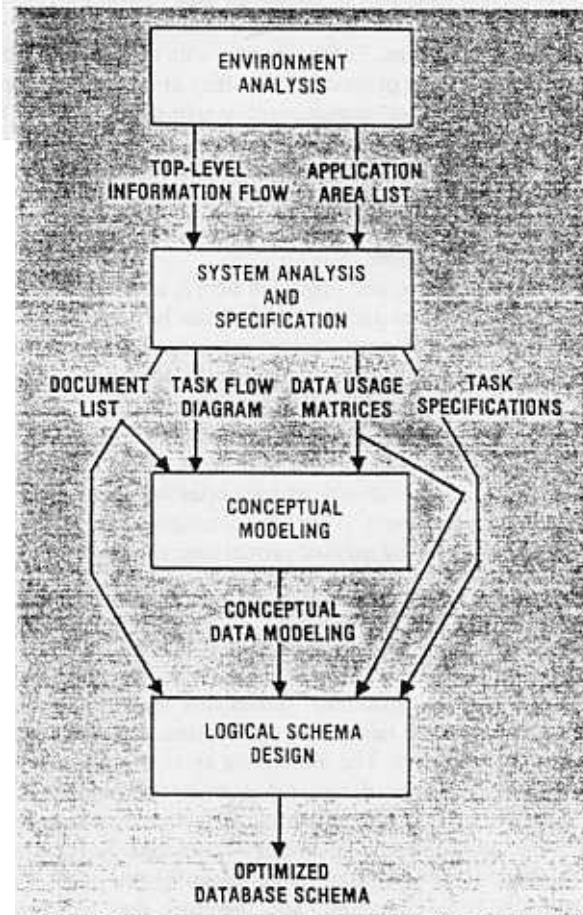 ENVIRONMENT
ANALYSIS
TOP-LEVEL
INFORMATION FLOW
APPLICATION
AREA LIST
SYSTEM ANALYSIS
AND
SPECIFICATION
DOCUMENT
LIST
TASK FLOW
DIAGRAM
DATA USAGE
MATRICES
TASK
SPECIFICATIONS
CONCEPTUAL
MODELING
CONCEPTUAL
DATA MODELING
LOGICAL SCHEMA
DESIGN
OPTIMIZED
DATABASE SCHEMA